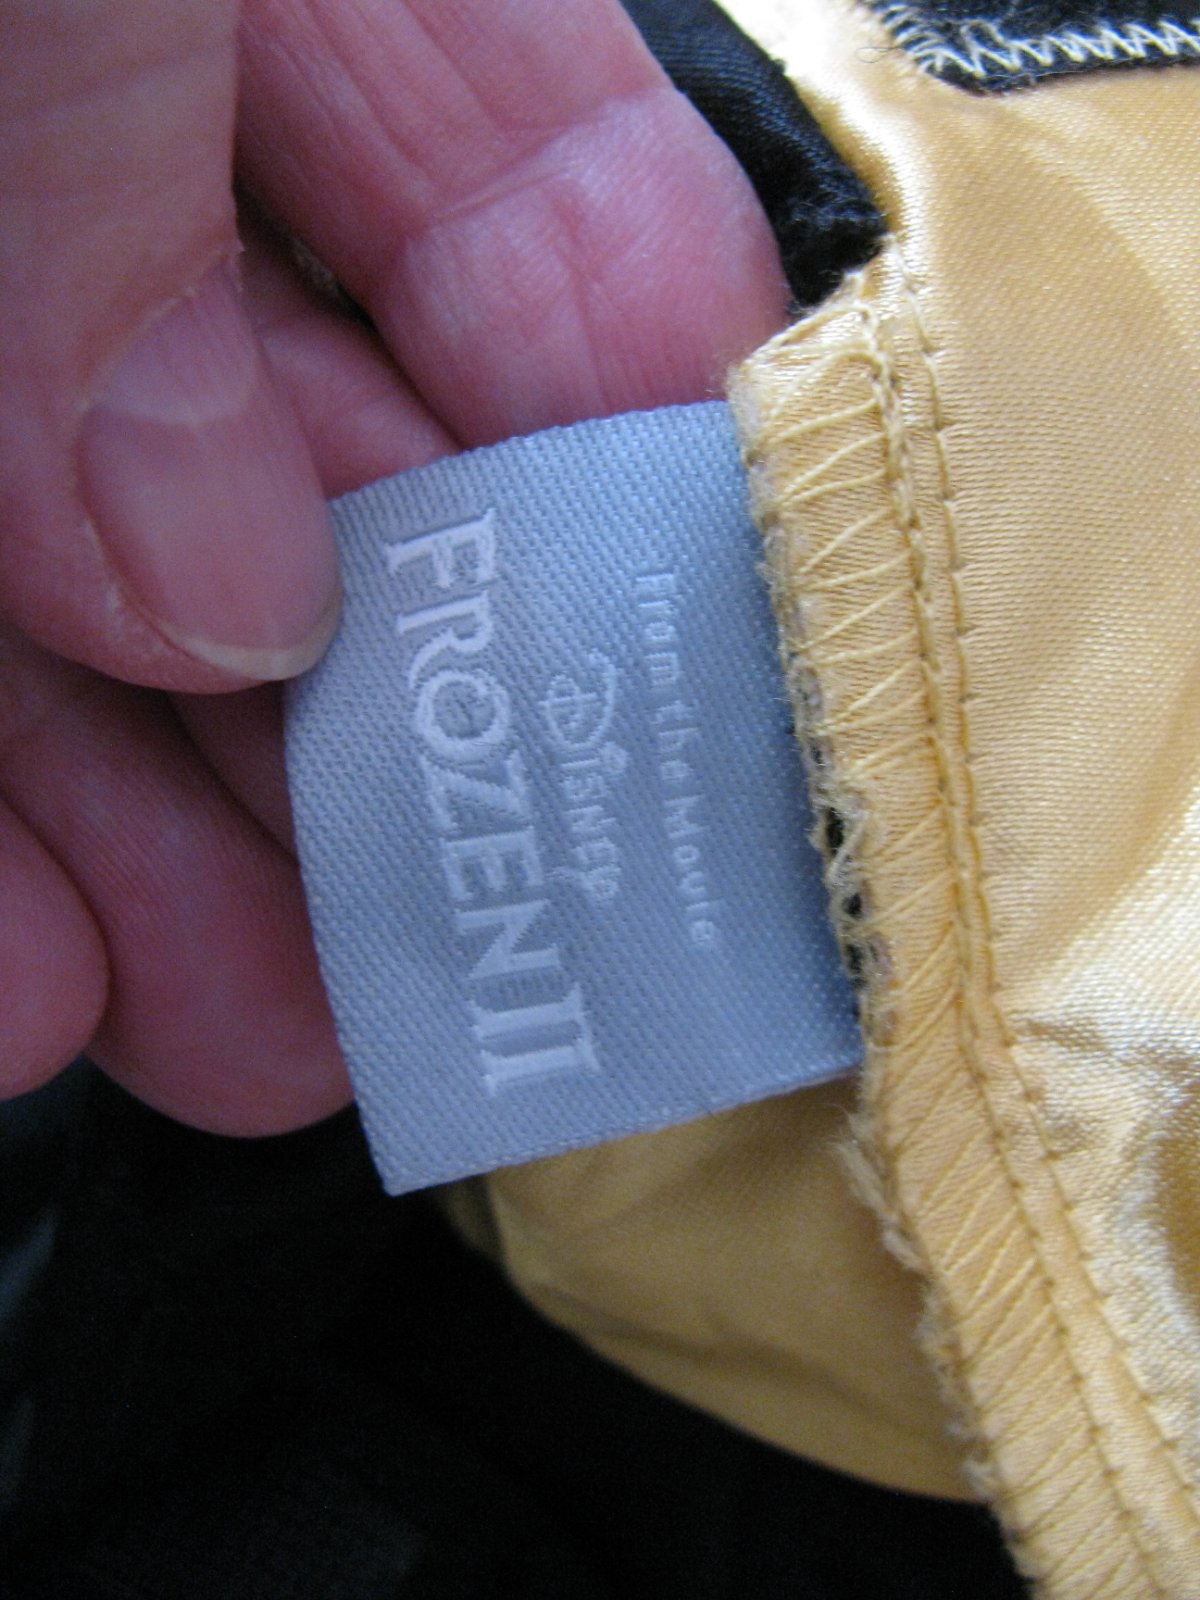 From the Movie
Disney
FROZEN II